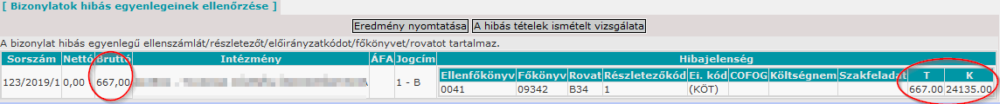 [ Bizonylatok hibás egyenlegeinek ellenőrzése ]
Eredmény nyomtatása A hibás tételek ismételt vizsgálata
A bizonylat hibás egyenlegű ellenszámlát/részletezőt/előirányzatkódot/főkönyvet/rovatot tartalmaz.
Sorszám Nettó Bruttó Intézmény ÁFA Jogcím Hibajelenség
Ellenfőkönyv Főkönyv Rovat Részletezőkód Ei. kód COFOG Költségnem Szakfeladat T K
123/2019/1 0,00 667,00 1 - B 0041 09342 B34 1 (KÖT) 667.00 24135.00